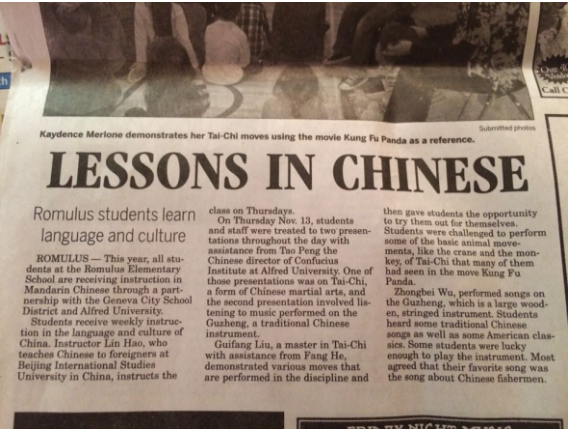 Submitted photos
Kaydence Merlone demonstrates her Tai-Chi moves using the movie Kung Fu Panda as a reference.
LESSONS IN CHINESE
Romulus students learn
language and culture
ROMULUS — This year, all stu-
dents at the Romulus Elementary
School are receiving instruction in
Mandarin Chinese through a part-
nership with the Geneva City School
District and Alfred University.
Students receive weekly instruc-
tion in the language and culture of
China. Instructor Lin Hao, who
teaches Chinese to foreigners at
Beijing International Studies
University in China, instructs the
class on Thursdays.
On Thursday Nov. 13, students
and staff were treated to two presen-
tations throughout the day with
assistance from Tao Peng the
Chinese director of Confucius
Institute at Alfred University. One of
those presentations was on Tai-Chi,
a form of Chinese martial arts, and
the second presentation involved lis-
tening to music performed on the
Guzheng, a traditional Chinese
instrument.
Guifang Liu, a master in Tai-Chi
with assistance from Fang He,
demonstrated various moves that
are performed in the discipline and
then gave students the opportunity
to try them out for themselves.
Students were challenged to perform
some of the basic animal move-
ments, like the crane and the mon-
key, of Tai-Chi that many of them
had seen in the move Kung Fu
Panda.
Zhongbei Wu, performed songs on
the Guzheng, which is a large wood-
en, stringed instrument. Students
heard some traditional Chinese
songs as well as some American clas-
sics. Some students were lucky
enough to play the instrument. Most
agreed that their favorite song was
the song about Chinese fishermen.
Call